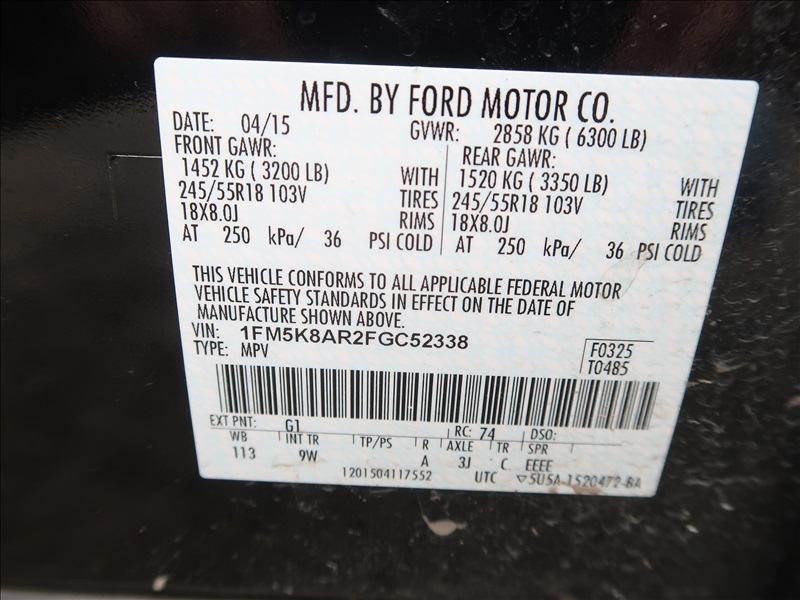 MFD. BY FORD MOTOR CO.
DATE: 04/15 GVWR: 2858 KG ( 6300 LB)
FRONT GAWR: REAR GAWR:
1452 KG ( 3200 LB) WITH 1520 KG ( 3350 LB) WITH
245/55R18 103V TIRES 245/55R18 103V TIRES
18X8.0J RIMS 18X8.0J RIMS
AT 250 kPa/ 36 PSI COLD AT 250 kPa/ 36 PSI COLD
THIS VEHICLE CONFORMS TO ALL APPLICABLE FEDERAL MOTOR
VEHICLE SAFETY STANDARDS IN EFFECT ON THE DATE OF
MANUFACTURE SHOWN ABOVE.
VIN: 1FM5K8AR2FGC52338
TYPE: MPV
F0325
T0485
EXT PNT: G1 RC: 74 DSO:
WB INT TR TP/PS R AXLE TR SPR
113 9W A 3J C EEEE
1201504117552 UTC ▽5U5A-1520472-BA